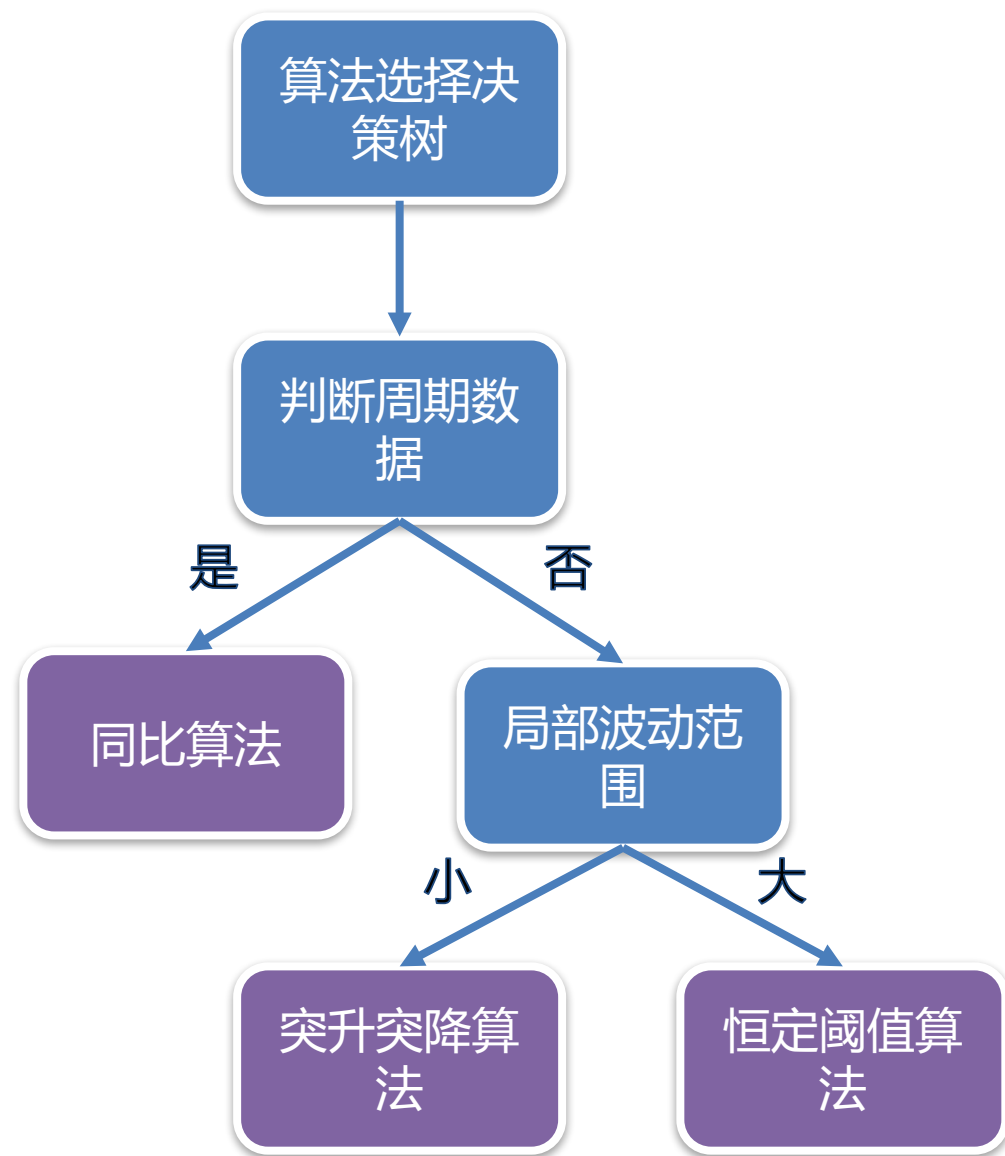 算法选择决
策树
判断周期数
据
是
否
同比算法
局部波动范
围
小
大
突升突降算
法
恒定阈值算
法